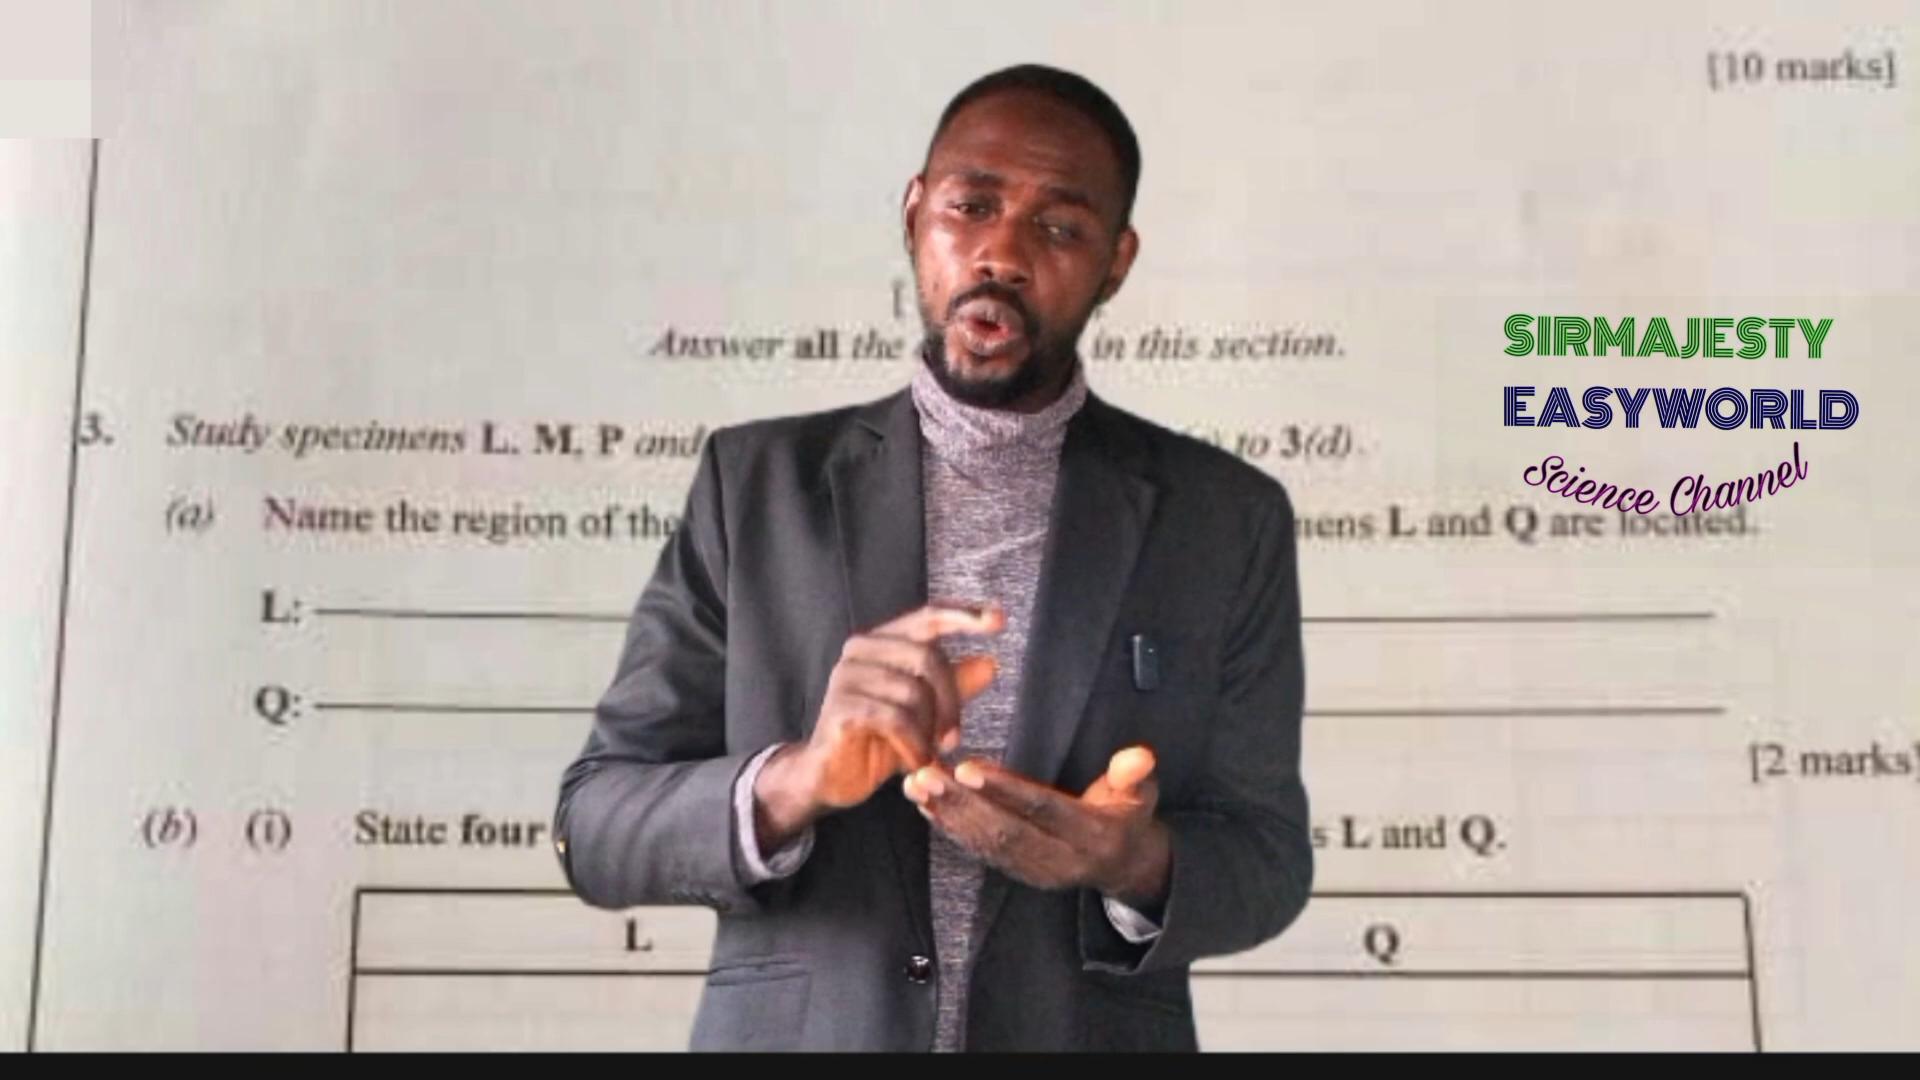 [10 marks]
[
Answer all the in this section.
SIRMAJESTY
EASYWORLD
Science Channel
3. Study specimens L, M, P and to 3(d).
(a) Name the region of the mens L and Q are located.
L:
Q:
[2 marks]
(b) (i) State four s L and Q.
L Q